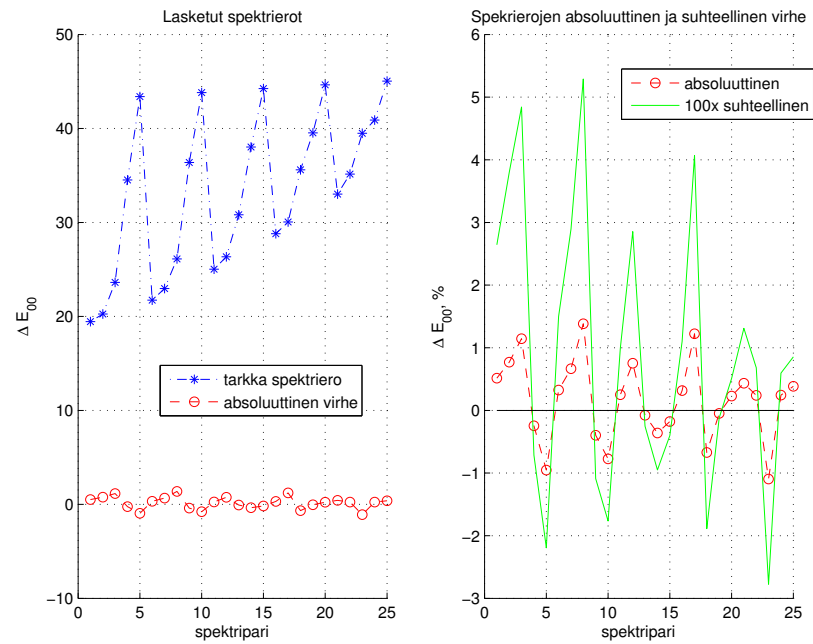 Lasketut spektrierot
50
40
30
20
10
0
−10
Δ E00
0 5 10 15 20 25
spektripari
tarkka spektriero
absoluuttinen virhe
Spekrierojen absoluuttinen ja suhteellinen virhe
6
5
4
3
2
1
0
−1
−2
−3
Δ E00, %
0 5 10 15 20 25
spektripari
absoluuttinen
100x suhteellinen